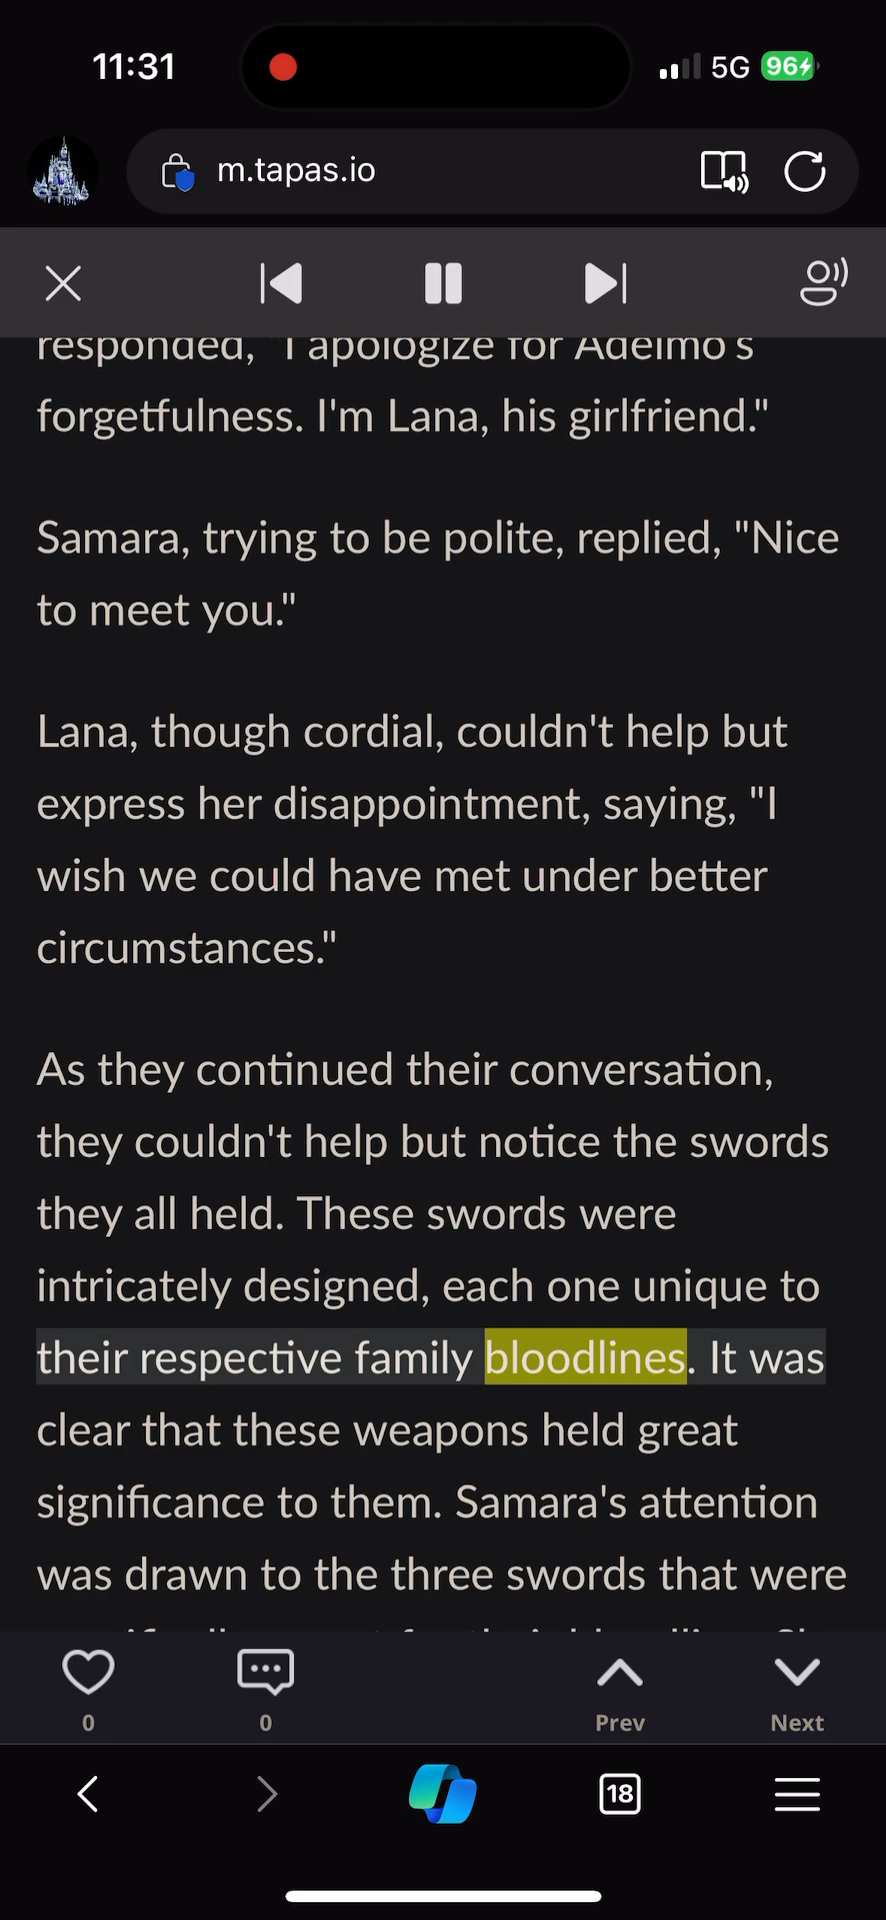 11:31
5G
96
m.tapas.io
responded, "I apologize for Adelmo's
forgetfulness. I'm Lana, his girlfriend."
Samara, trying to be polite, replied, "Nice
to meet you."
Lana, though cordial, couldn't help but
express her disappointment, saying, "I
wish we could have met under better
circumstances."
As they continued their conversation,
they couldn't help but notice the swords
they all held. These swords were
intricately designed, each one unique to
their respective family bloodlines. It was
clear that these weapons held great
significance to them. Samara's attention
was drawn to the three swords that were
0
0
Prev
Next
18